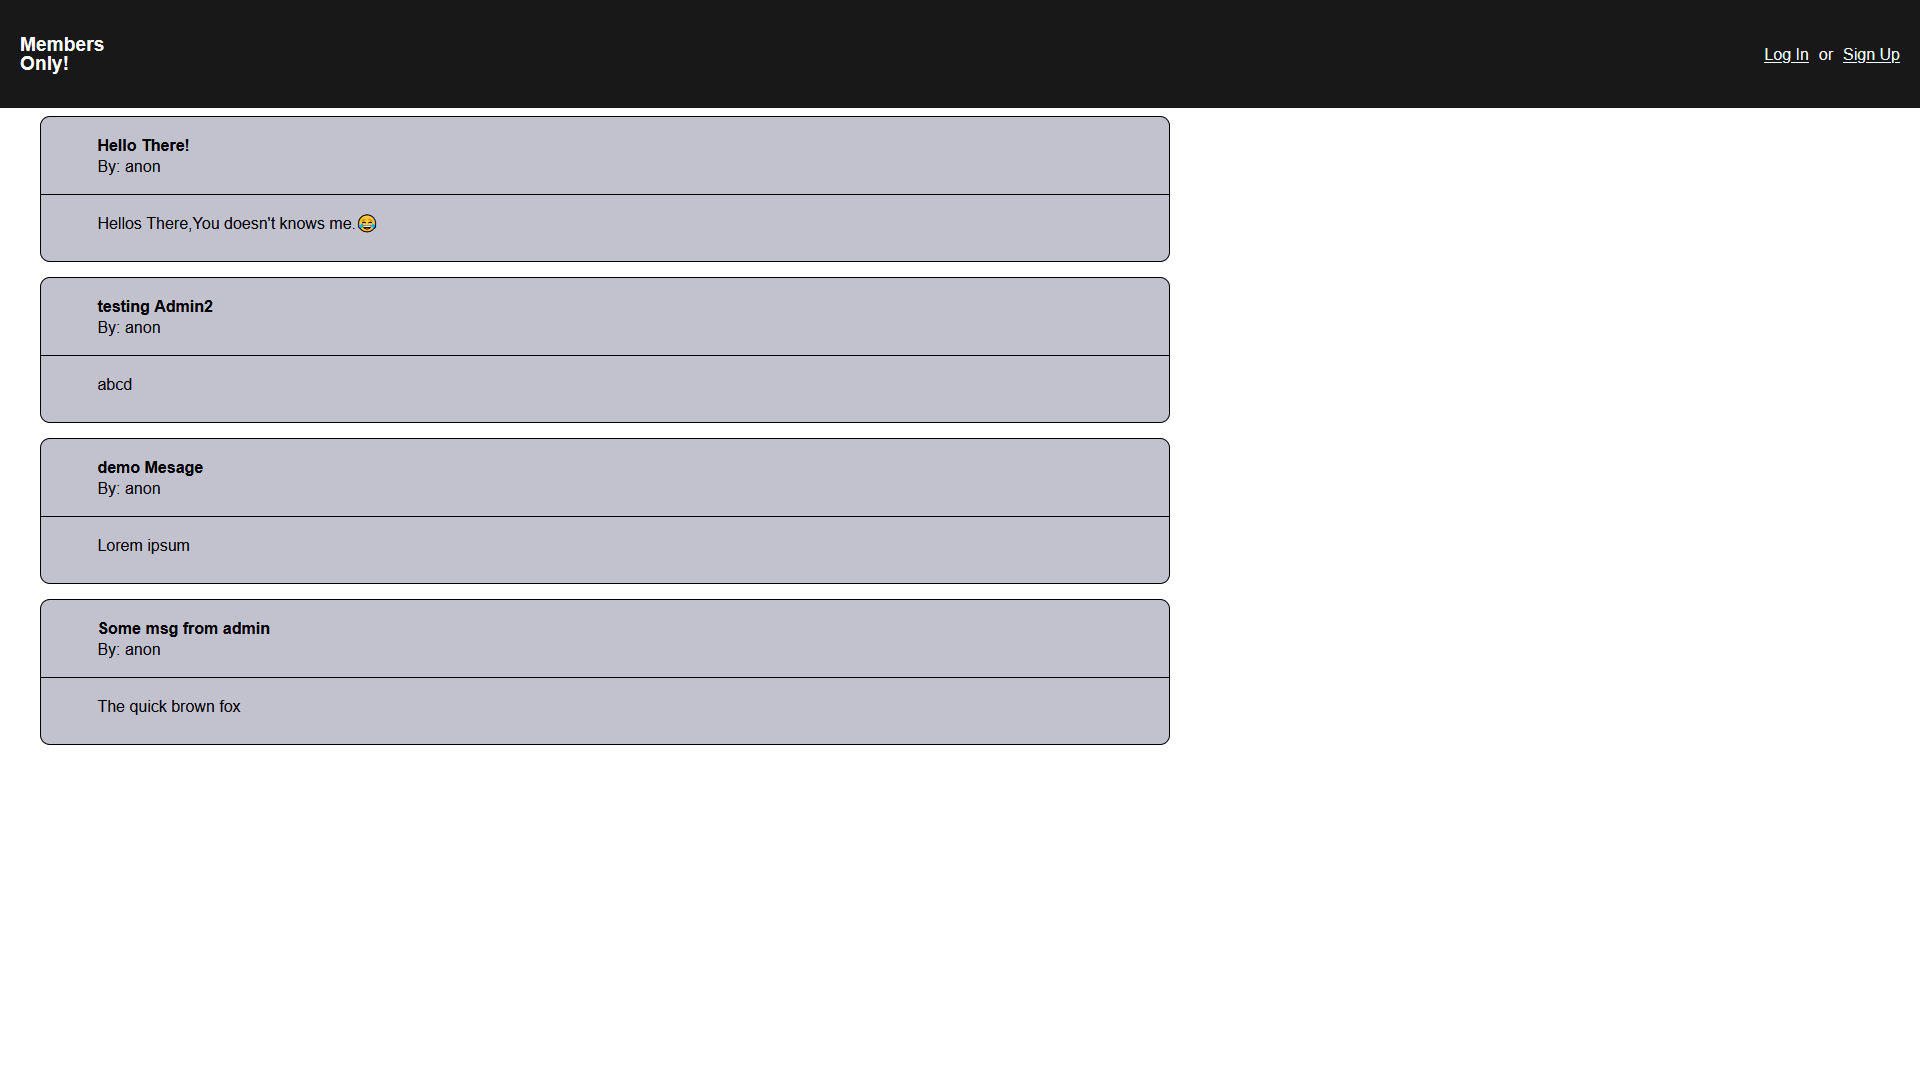 Members
Only!
Log In or Sign Up
Hello There!
By: anon
Hellos There,You doesn't knows me.😂
testing Admin2
By: anon
abcd
demo Mesage
By: anon
Lorem ipsum
Some msg from admin
By: anon
The quick brown fox